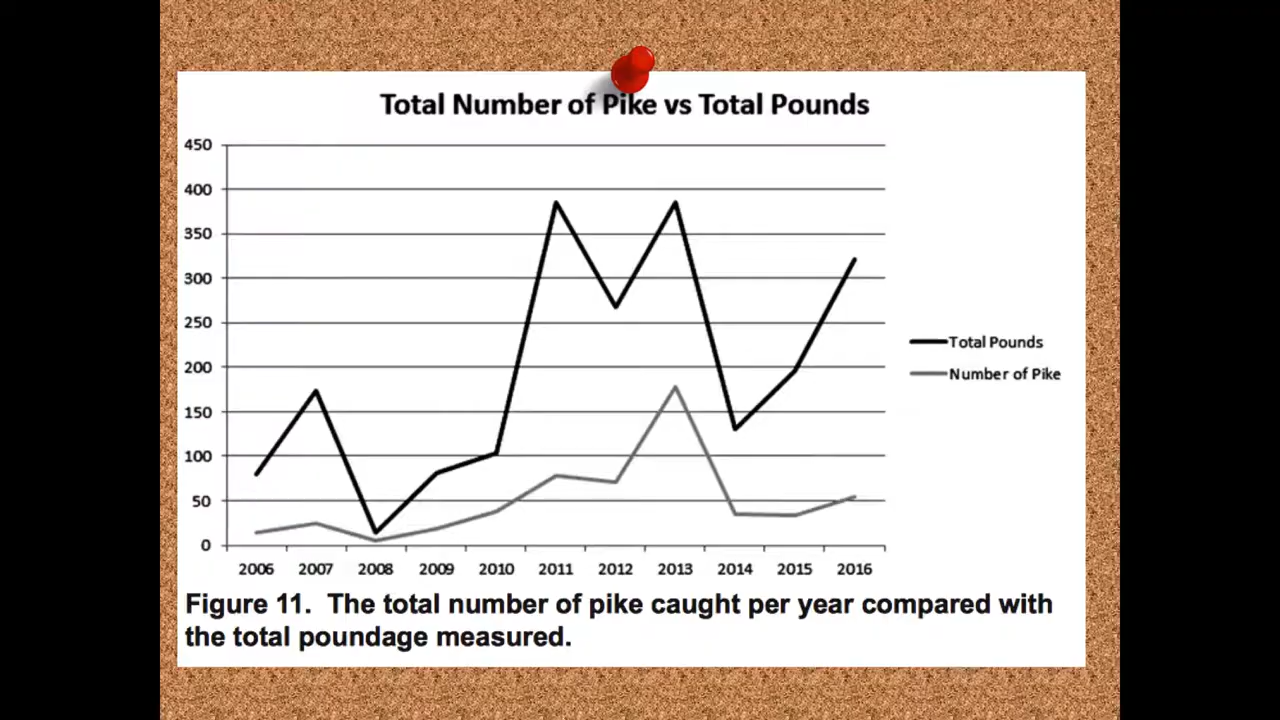 Total Number of Pike vs Total Pounds
450
400
350
300
250
200
150
100
50
0
2006 2007 2008 2009 2010 2011 2012 2013 2014 2015 2016
Total Pounds
Number of Pike
Figure 11. The total number of pike caught per year compared with
the total poundage measured.